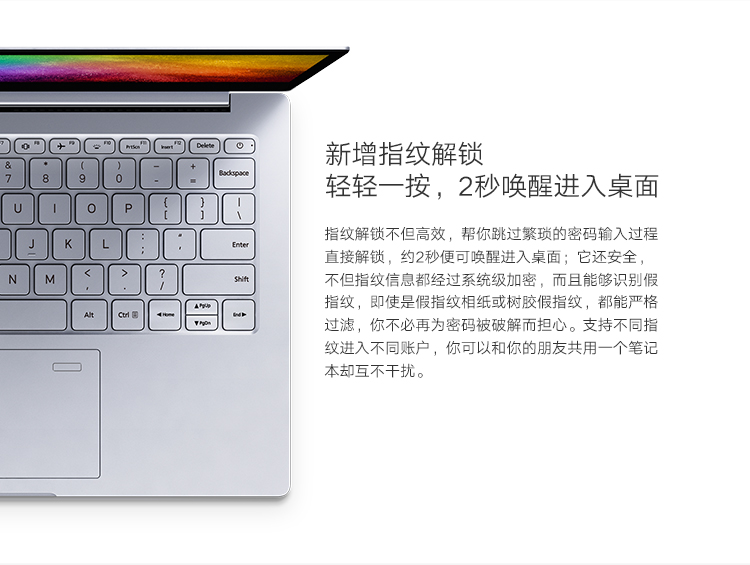 新增指纹解锁
轻轻一按，2秒唤醒进入桌面
指纹解锁不但高效，帮你跳过繁琐的密码输入过程
直接解锁，约2秒便可唤醒进入桌面；它还安全，
不但指纹信息都经过系统级加密，而且能够识别假
指纹，即使是假指纹相纸或树胶假指纹，都能严格
过滤，你不必再为密码被破解而担心。支持不同指
纹进入不同账户，你可以和你的朋友共用一个笔记
本却互不干扰。
F7 F9 F10 PrtScn F11 Insert F12 Delete
& 7 * 8 ( 9 ) 0 _ - + = Backspace
U I O P { [ } ] | \
J K L : ; " ' Enter
N M < , > . ? / Shift
Alt Ctrl ◀Home ▲PgUp End▶
▼PgDn